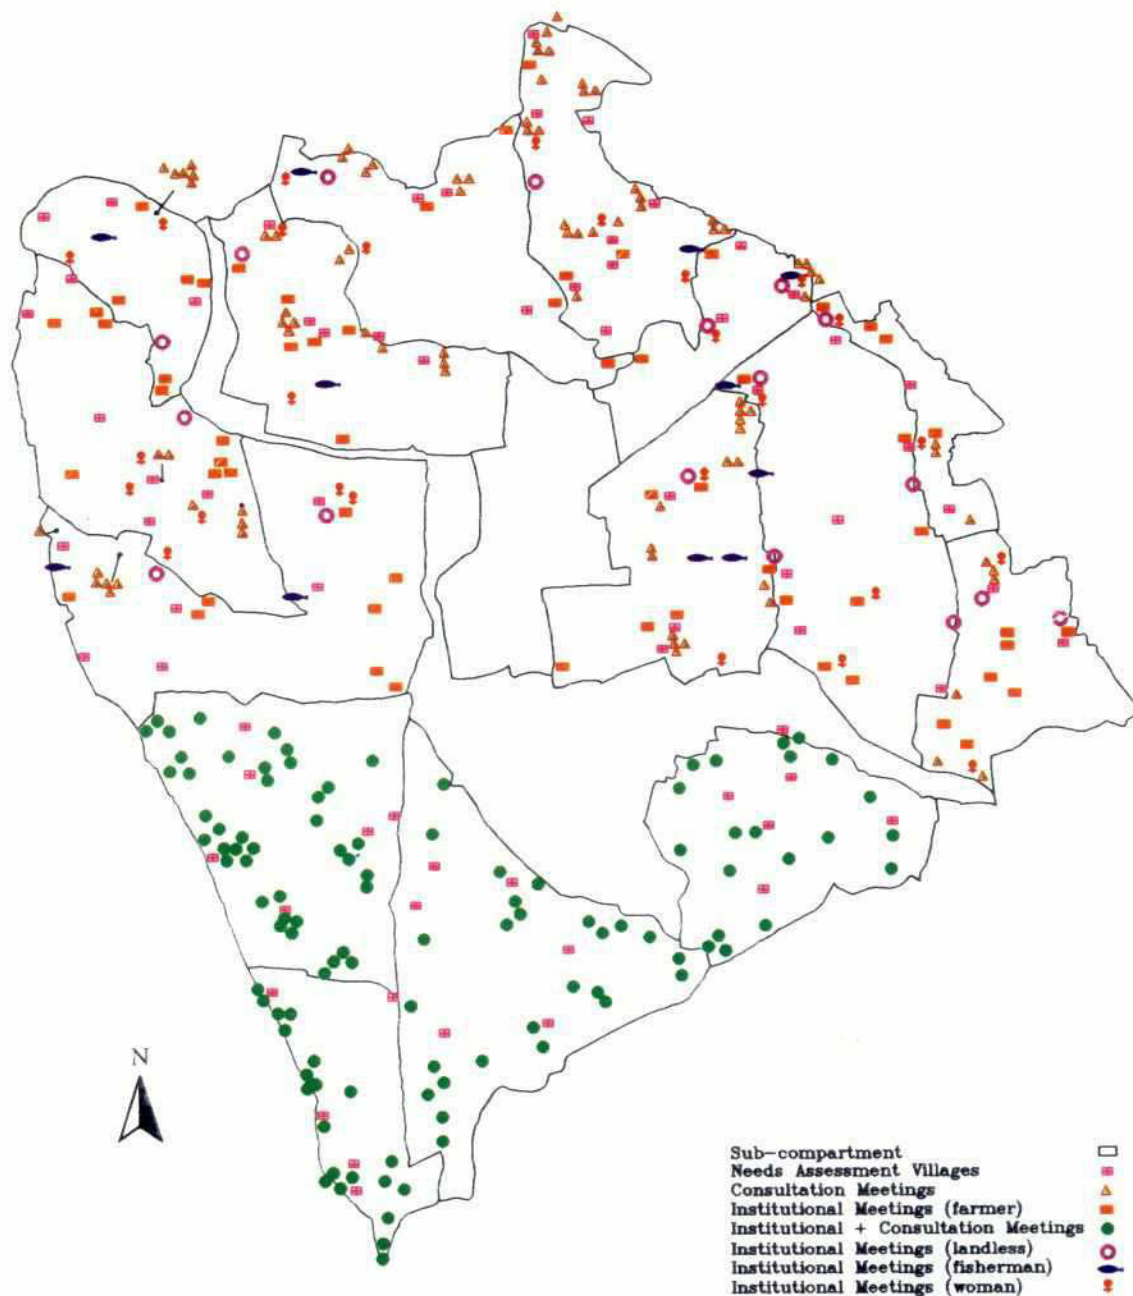 N
Sub-compartment
Needs Assessment Villages
Consultation Meetings
Institutional Meetings (farmer)
Institutional + Consultation Meetings
Institutional Meetings (landless)
Institutional Meetings (fisherman)
Institutional Meetings (woman)